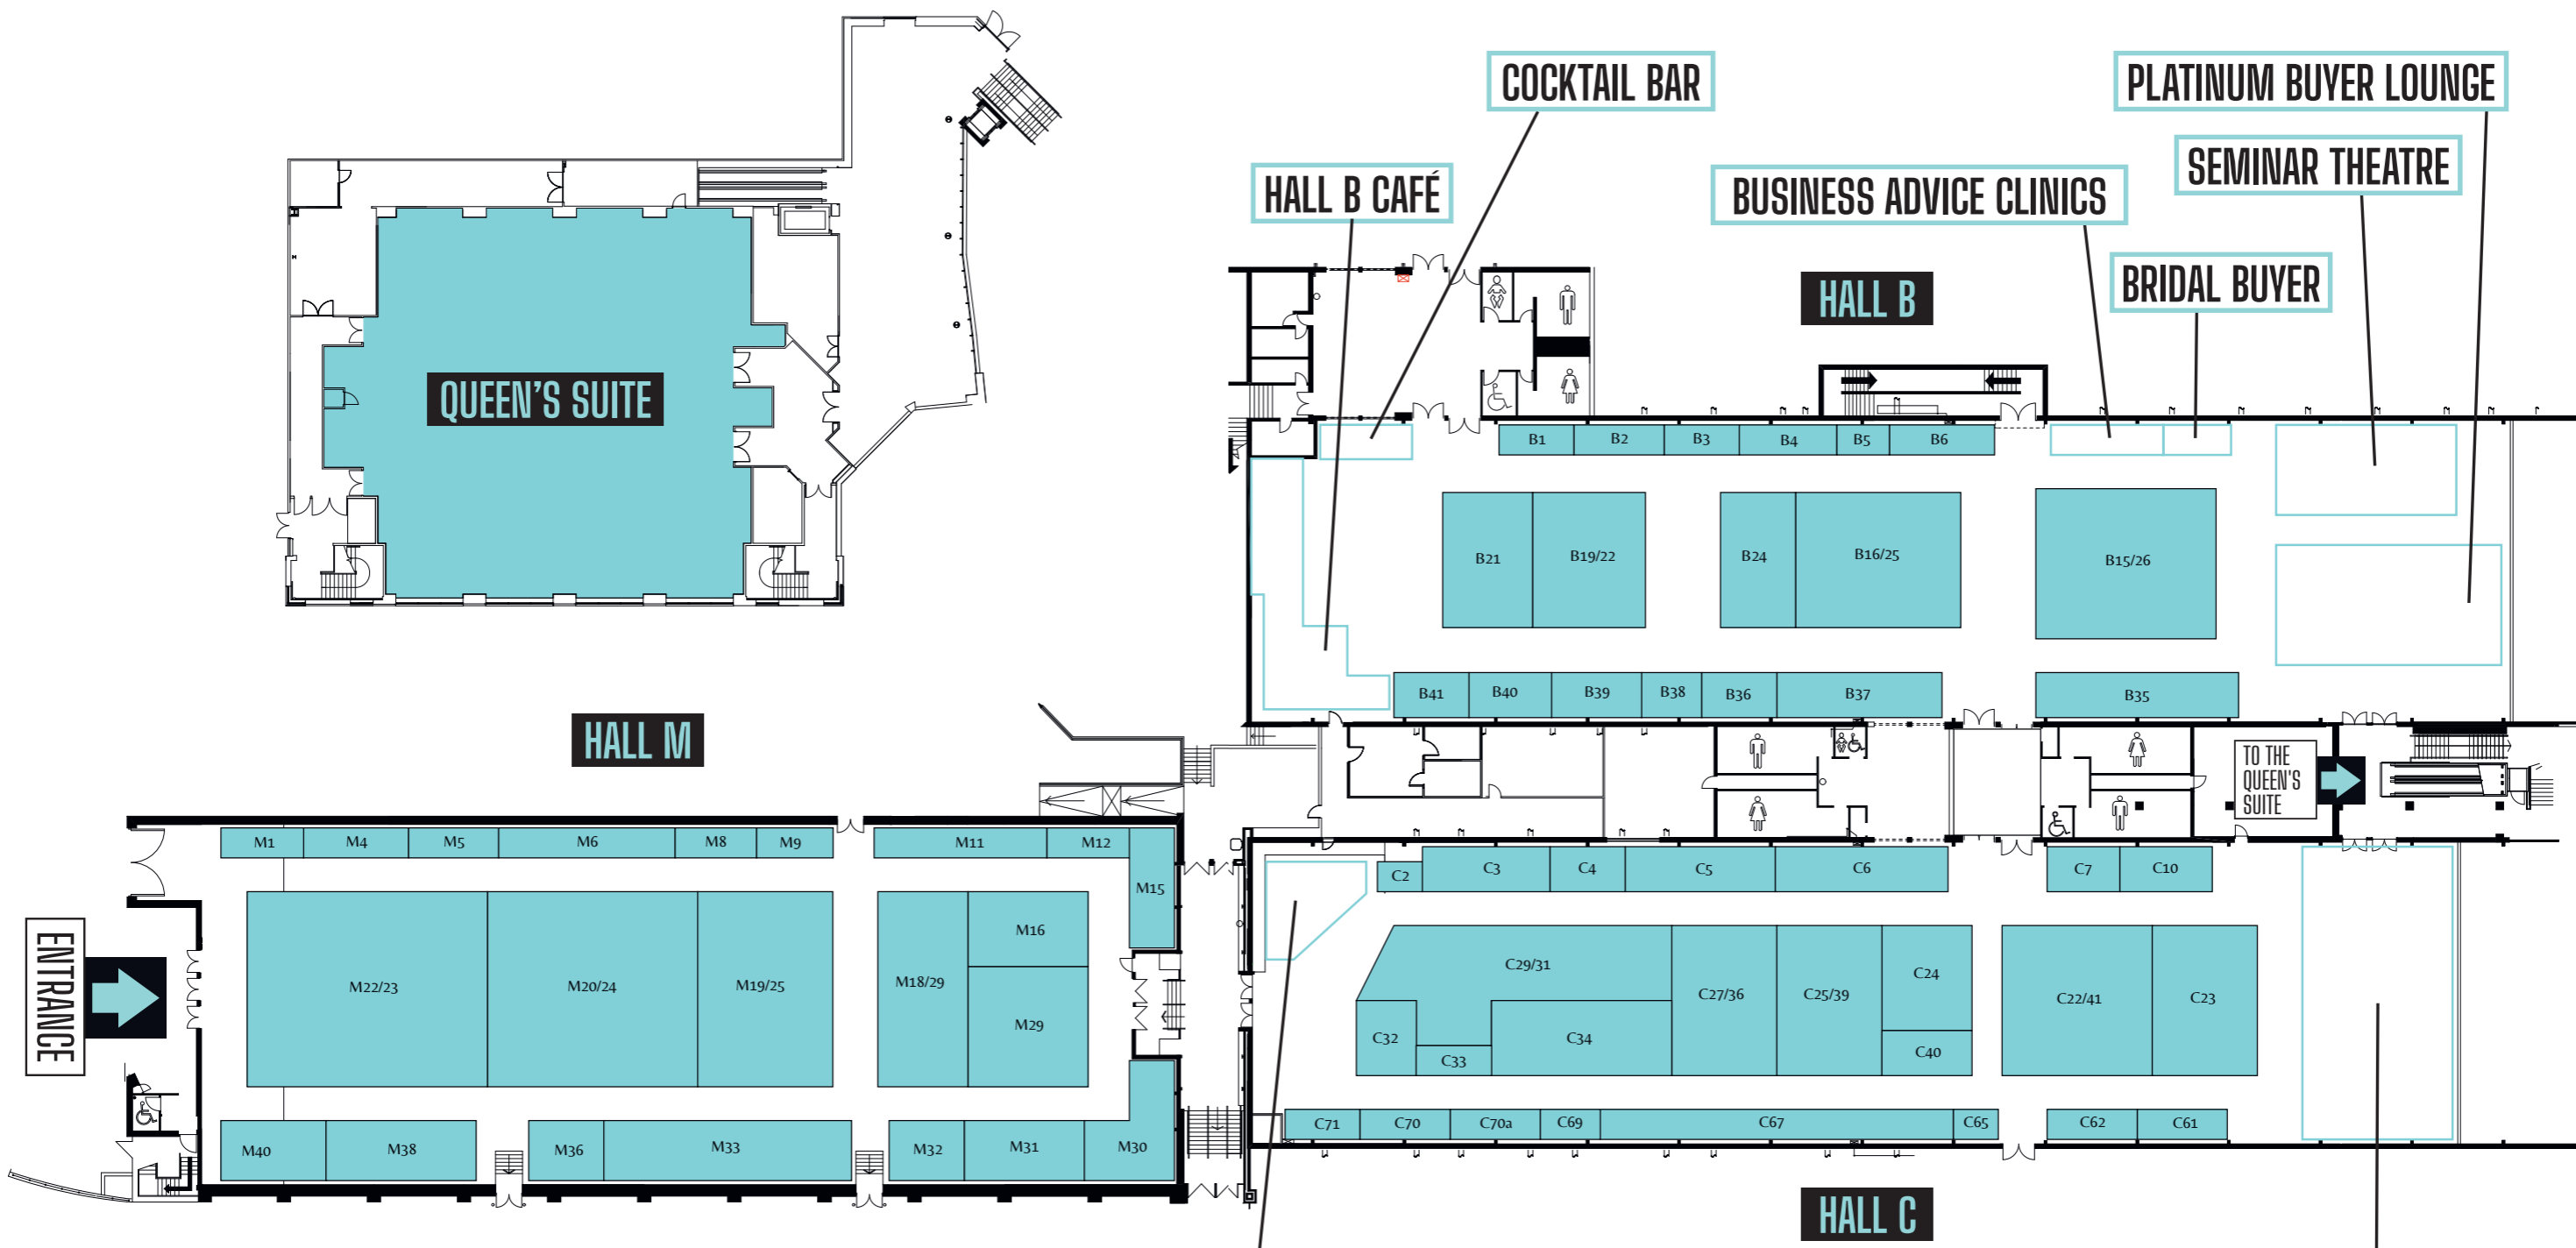 COCKTAIL BAR
PLATINUM BUYER LOUNGE
SEMINAR THEATRE
HALL B CAFÉ
BUSINESS ADVICE CLINICS
BRIDAL BUYER
HALL B
QUEEN'S SUITE
B1 B2 B3 B4 B5 B6
B21 B19/22 B24 B16/25 B15/26
B41 B40 B39 B38 B36 B37 B35
TO THE
QUEEN'S
SUITE
HALL M
M1 M4 M5 M6 M8 M9 M11 M12
M15
M16
M22/23 M20/24 M19/25 M18/29
M29
M40 M38 M36 M33 M32 M31 M30
ENTRANCE
C2 C3 C4 C5 C6 C7 C10
C29/31 C27/36 C25/39 C24 C22/41 C23
C32 C33 C34 C40
C71 C70 C70a C69 C67 C65 C62 C61
HALL C